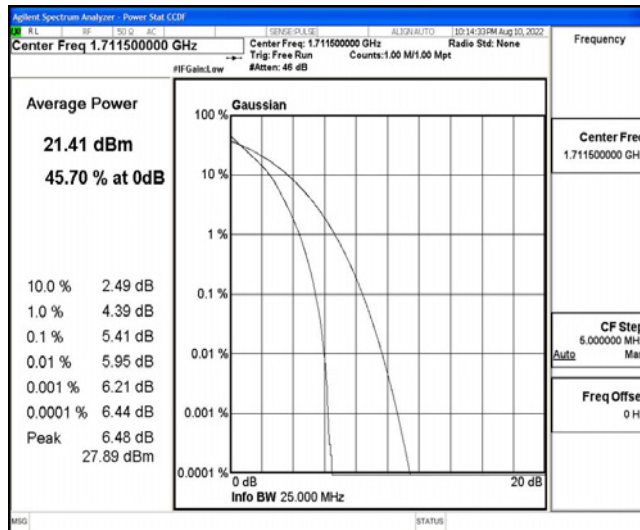 Agilent Spectrum Analyzer - Power Stat CCDF
RL RF 50 Ω AC SENSE:PULSE ALIGN AUTO 10:14:33 PM Aug 10, 2022
Center Freq 1.711500000 GHz
Center Freq: 1.711500000 GHz Radio Std: None
Trig: Free Run Counts:1.00 M/1.00 Mpt
#IFGain:Low #Atten: 46 dB
Frequency
Average Power
21.41 dBm
45.70 % at 0dB
10.0 % 2.49 dB
1.0 % 4.39 dB
0.1 % 5.41 dB
0.01 % 5.95 dB
0.001 % 6.21 dB
0.0001 % 6.44 dB
Peak 6.48 dB
27.89 dBm
Gaussian
100 %
10 %
1 %
0.1 %
0.01 %
0.001 %
0.0001 %
0 dB 20 dB
Info BW 25.000 MHz
Center Freq
1.711500000 GH
CF Step
5.000000 MH
Auto Ma
Freq Offse
0 H
MSG STATUS